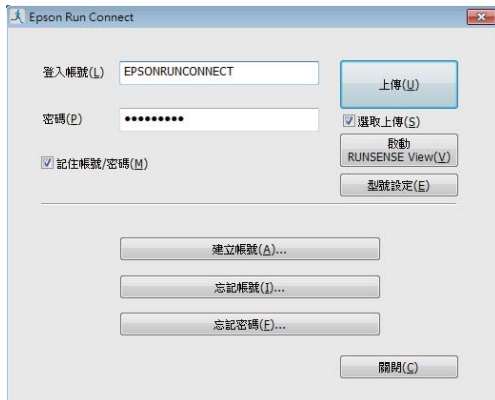 Epson Run Connect
登入帳號(L)
EPSONRUNCONNECT
上傳(U)
密碼(P)
•••••••••
選取上傳(S)
啟動
RUNSENSE View(V)
記住帳號/密碼(M)
型號設定(E)
建立帳號(A)...
忘記帳號(I)...
忘記密碼(F)...
關閉(C)